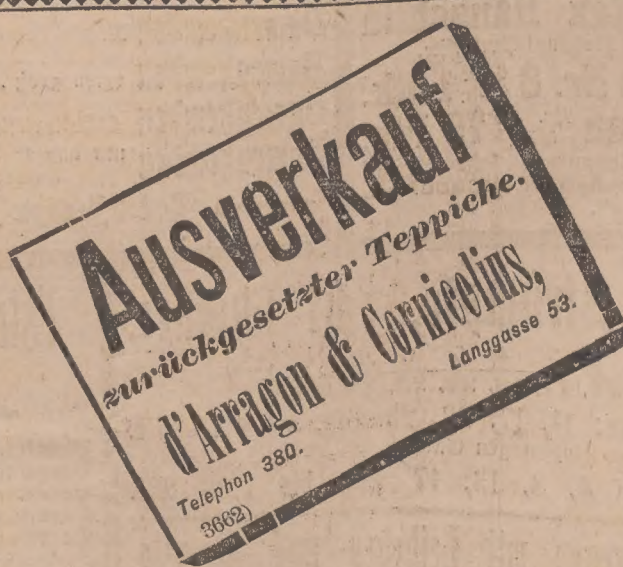 Ausverkauf
zurückgesetzter Teppiche.
d'Arragon & Cornicelius,
Langgasse 53.
Telephon 380.
3662)